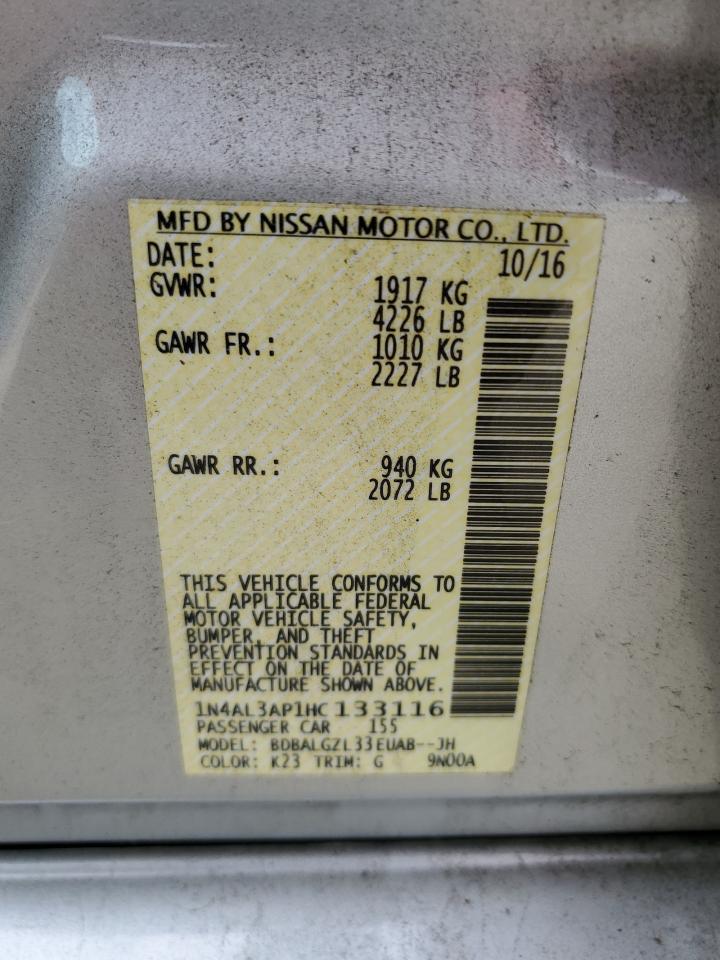 MFD BY NISSAN MOTOR CO., LTD.
DATE: 10/16
GVWR: 1917 KG
4226 LB
GAWR FR.: 1010 KG
2227 LB
GAWR RR.: 940 KG
2072 LB
THIS VEHICLE CONFORMS TO
ALL APPLICABLE FEDERAL
MOTOR VEHICLE SAFETY,
BUMPER, AND THEFT
PREVENTION STANDARDS IN
EFFECT ON THE DATE OF
MANUFACTURE SHOWN ABOVE.
1N4AL3AP1HC133116
PASSENGER CAR 155
MODEL: BDBALGZL33EUAB--JH
COLOR: K23 TRIM: G 9N00A